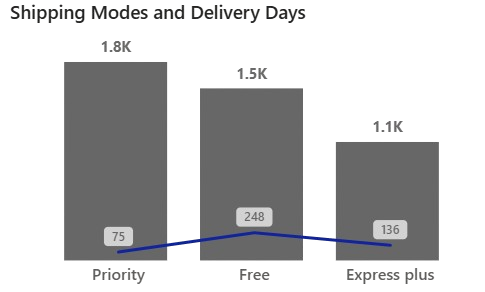 Shipping Modes and Delivery Days
1.8K
1.5K
1.1K
75
248
136
Priority
Free
Express plus